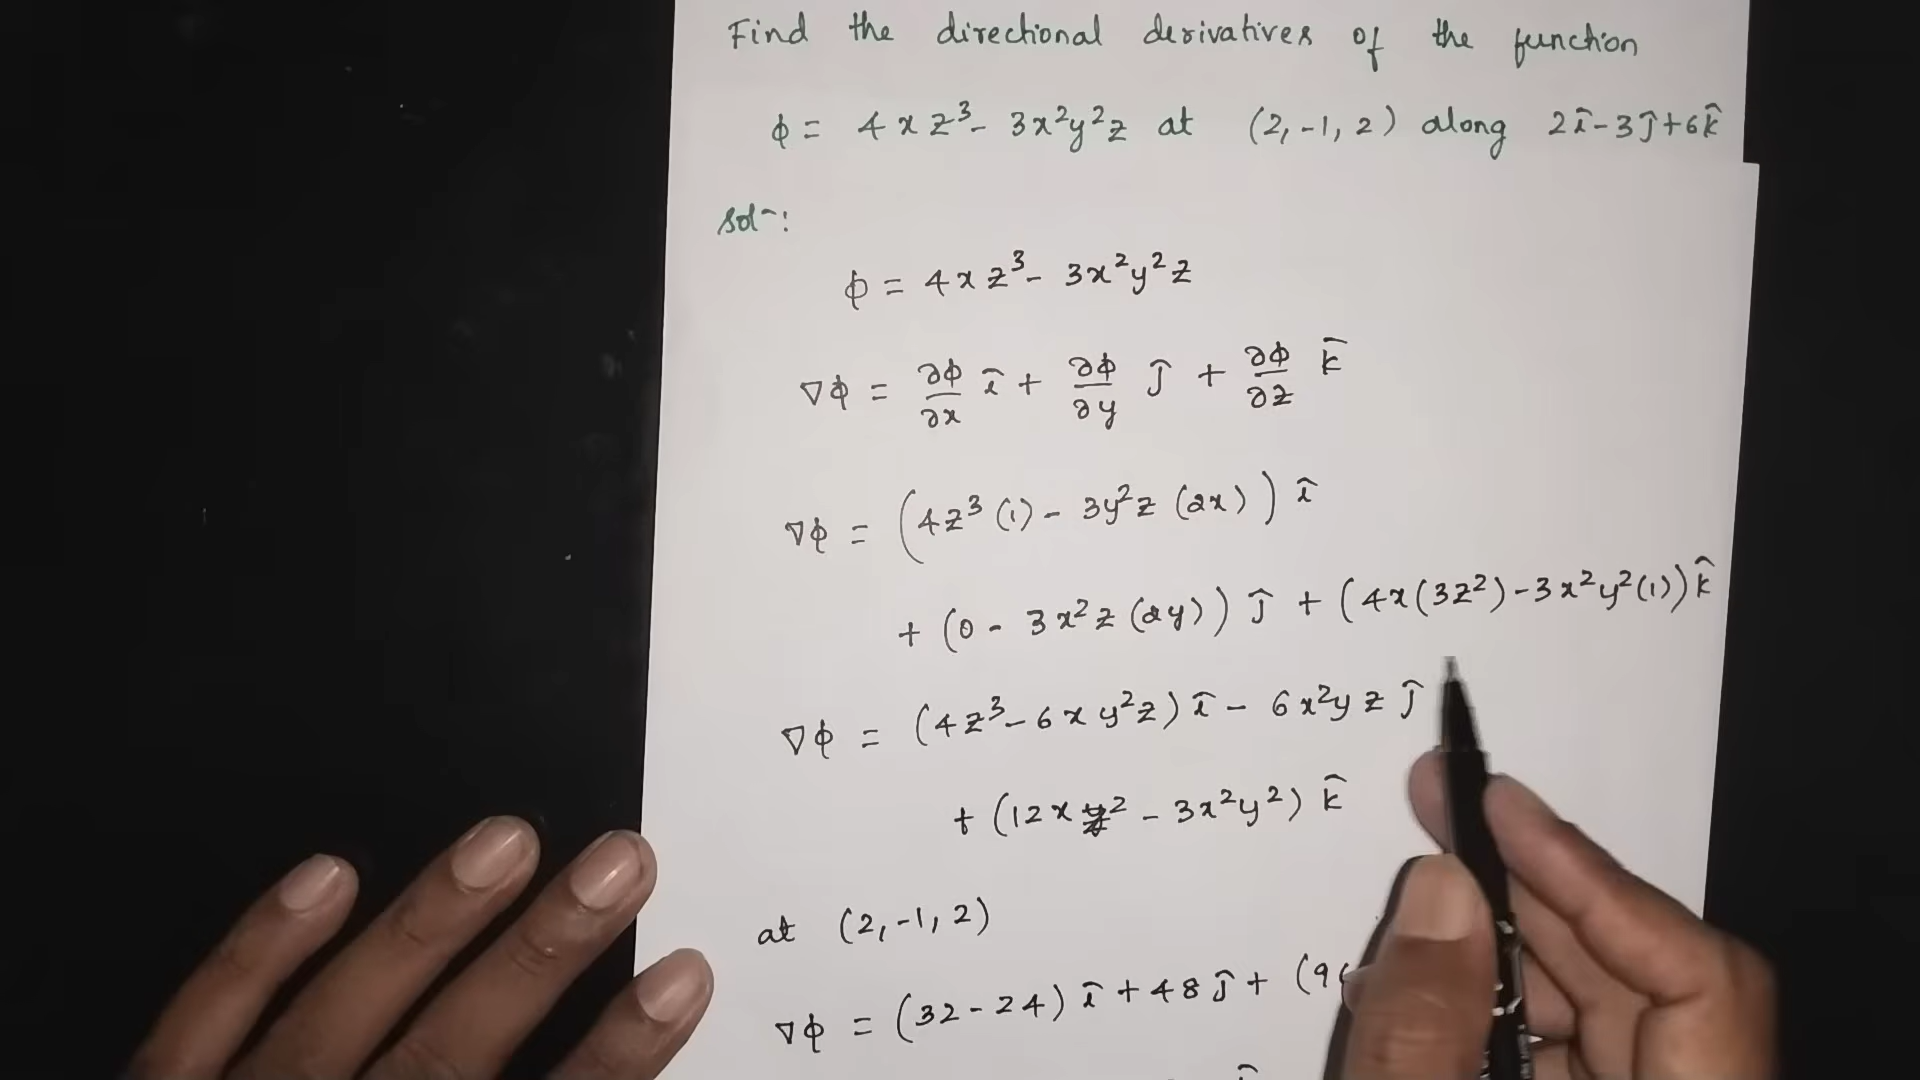 Find the directional derivatives of the function
ϕ = 4xz³ - 3x²y²z at (2, -1, 2) along 2î - 3ĵ + 6k̂
solⁿ:
ϕ = 4xz³ - 3x²y²z
∇ϕ = ∂ϕ/∂x î + ∂ϕ/∂y ĵ + ∂ϕ/∂z k̂
∇ϕ = (4z³(1) - 3y²z(2x)) î
+ (0 - 3x²z(2y)) ĵ + (4x(3z²) - 3x²y²(1)) k̂
∇ϕ = (4z³ - 6xy²z) î - 6x²yz ĵ
+ (12xz² - 3x²y²) k̂
at (2, -1, 2)
∇ϕ = (32 - 24) î + 48 ĵ + (9